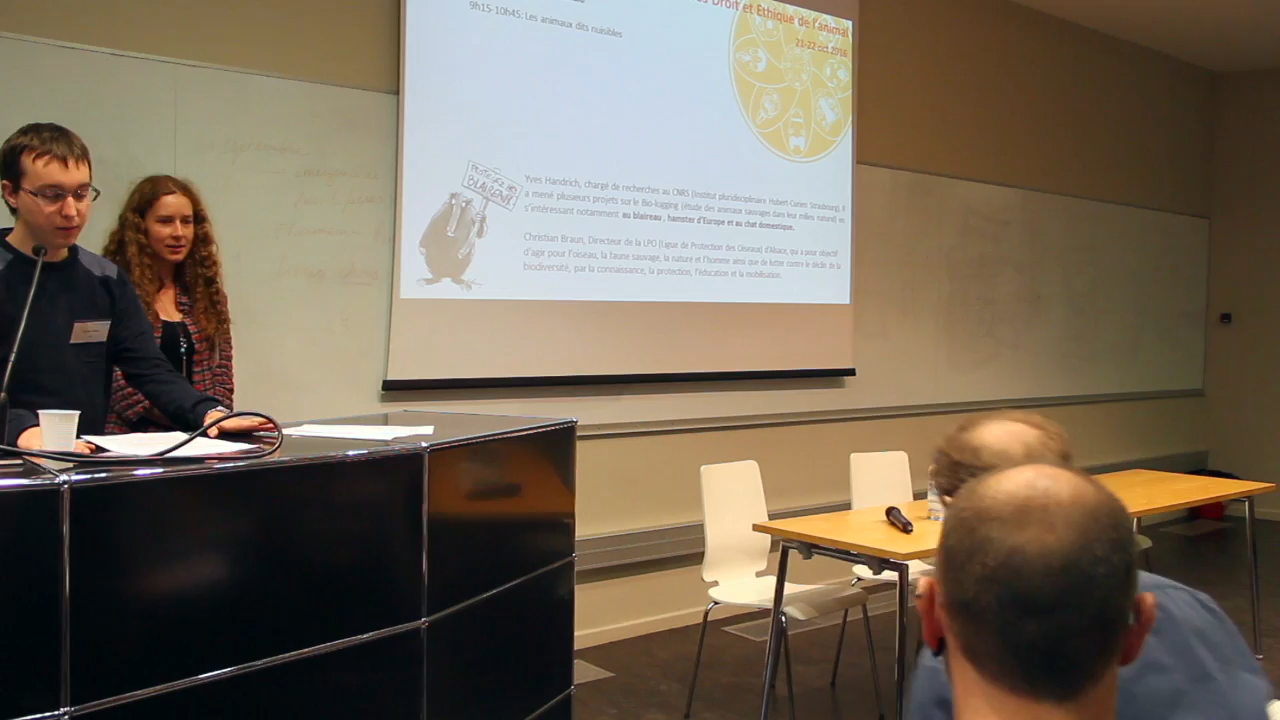 es Droit et Ethique de l'animal
21-22 oct 2016
9h15-10h45: Les animaux dits nuisibles
PROTÉGEZ LES
BLAIREAUX
Yves Handrich, chargé de recherches au CNRS (Institut pluridisciplinaire Hubert-Curien Strasbourg). Il
a mené plusieurs projets sur le Bio-logging (étude des animaux sauvages dans leur milieu naturel) en
s'intéressant notamment au blaireau, hamster d'Europe et au chat domestique.
Christian Braun, Directeur de la LPO (Ligue de Protection des Oiseaux) d'Alsace, qui a pour objectif
d'agir pour l'oiseau, la faune sauvage, la nature et l'homme ainsi que de lutter contre le déclin de la
biodiversité, par la connaissance, la protection, l'éducation et la mobilisation.